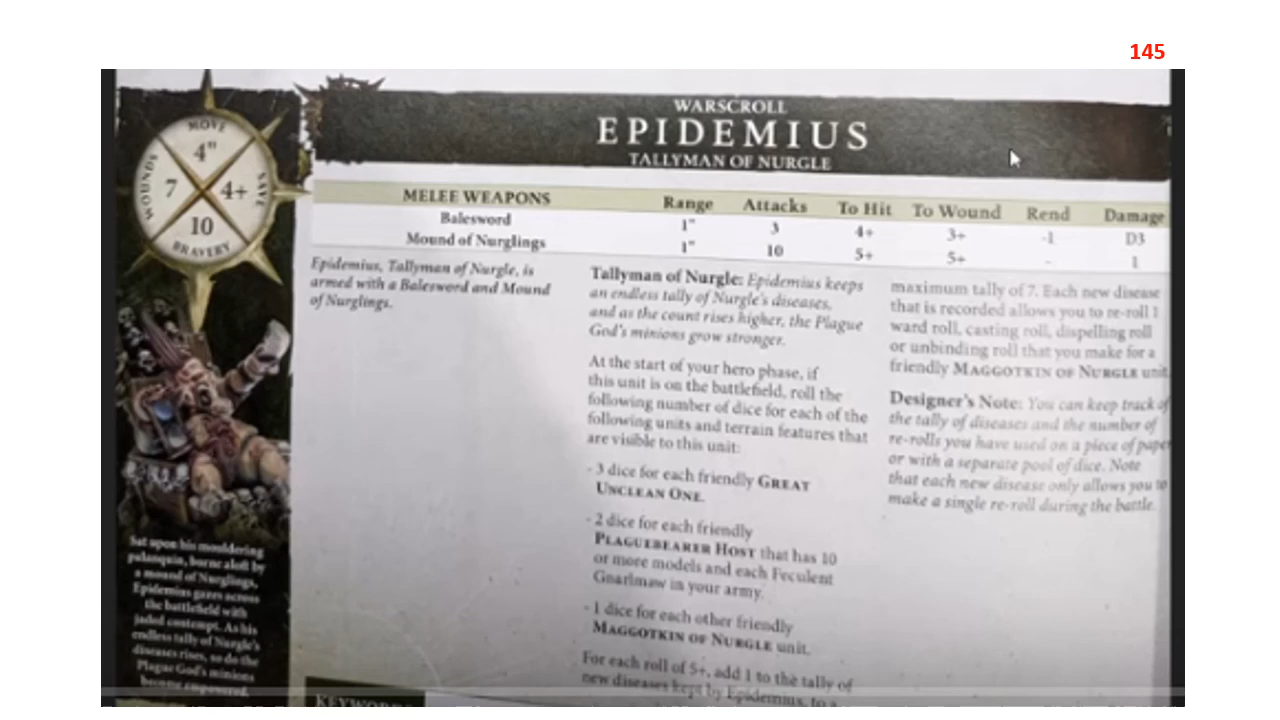 145
WARSCROLL
EPIDEMIUS
TALLYMAN OF NURGLE
MOVE
4"
WOUNDS
7
4+
SAVE
10
BRAVERY
MELEE WEAPONS Range Attacks To Hit To Wound Rend Damage
Balesword 1" 3 4+ 3+ -1 D3
Mound of Nurglings 1" 10 5+ 5+ - 1
Epidemius, Tallyman of Nurgle, is
armed with a Balesword and Mound
of Nurglings.
Tallyman of Nurgle: Epidemius keeps
an endless tally of Nurgle's diseases,
and as the count rises higher, the Plague
God's minions grow stronger.
At the start of your hero phase, if
this unit is on the battlefield, roll the
following number of dice for each of the
following units and terrain features that
are visible to this unit:
- 3 dice for each friendly GREAT
UNCLEAN ONE.
- 2 dice for each friendly
PLAGUEBEARER HOST that has 10
or more models and each Feculent
Gnarlmaw in your army.
- 1 dice for each other friendly
MAGGOTKIN OF NURGLE unit.
For each roll of 5+, add 1 to the tally of
new diseases kept by Epidemius, to a
maximum tally of 7. Each new disease
that is recorded allows you to re-roll 1
ward roll, casting roll, dispelling roll
or unbinding roll that you make for a
friendly MAGGOTKIN OF NURGLE unit
Designer's Note: You can keep track of
the tally of diseases and the number of
re-rolls you have used on a piece of paper
or with a separate pool of dice. Note
that each new disease only allows you to
make a single re-roll during the battle.
Sat upon his mouldering
palanquin, borne aloft by
a mound of Nurglings,
Epidemius gazes across
the battlefield with
jaded contempt. As his
endless tally of Nurgle's
diseases rises, so do the
Plague God's minions
become empowered.
KEYWORDS